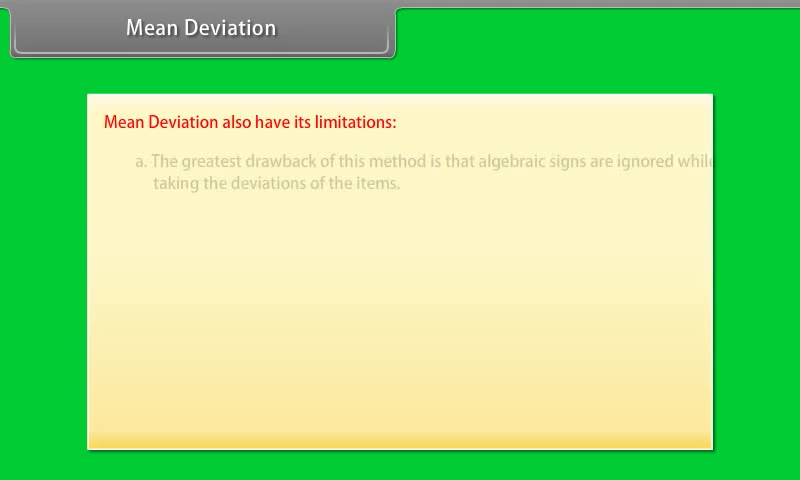 Mean Deviation
Mean Deviation also have its limitations:
a. The greatest drawback of this method is that algebraic signs are ignored while
taking the deviations of the items.